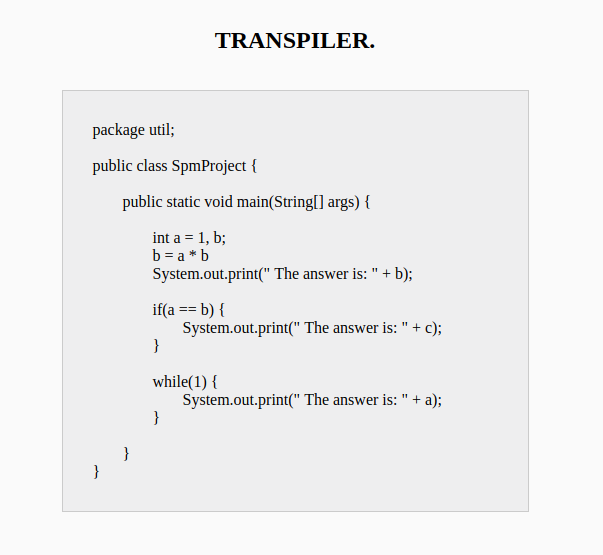 TRANSPILER.
package util;
public class SpmProject {
public static void main(String[] args) {
int a = 1, b;
b = a * b
System.out.print(" The answer is: " + b);
if(a == b) {
System.out.print(" The answer is: " + c);
}
while(1) {
System.out.print(" The answer is: " + a);
}
}
}